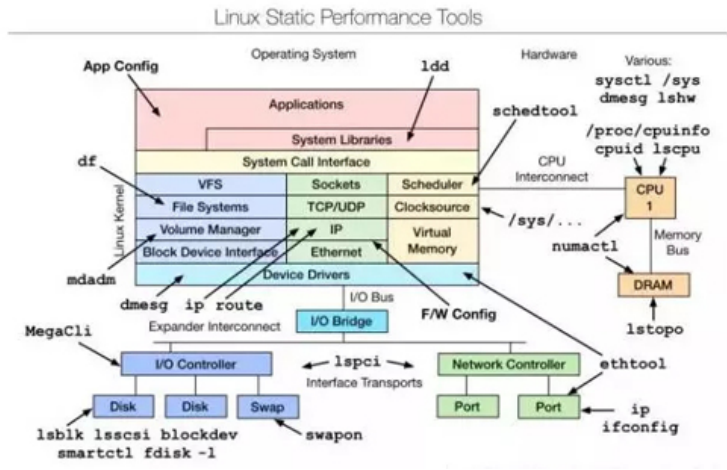 Linux Static Performance Tools
Operating System
Hardware
Various:
sysctl /sys
dmesg lshw
App Config
ldd
schedtool
/proc/cpuinfo
cpuid lscpu
Applications
System Libraries
System Call Interface
df
Linux Kernel
VFS
Sockets
Scheduler
File Systems
TCP/UDP
Clocksource
Volume Manager
IP
Virtual
Memory
Block Device Interface
Ethernet
Device Drivers
CPU
Interconnect
CPU
1
/sys/...
numactl
Memory
Bus
DRAM
mdadm
dmesg ip route
I/O Bus
F/W Config
lstopo
MegaCli
Expander Interconnect
I/O Bridge
I/O Controller
lspci
Interface Transports
Network Controller
ethtool
Disk
Disk
Swap
Port
Port
ip
ifconfig
lsblk lsscsi blockdev
smartctl fdisk -l
swapon